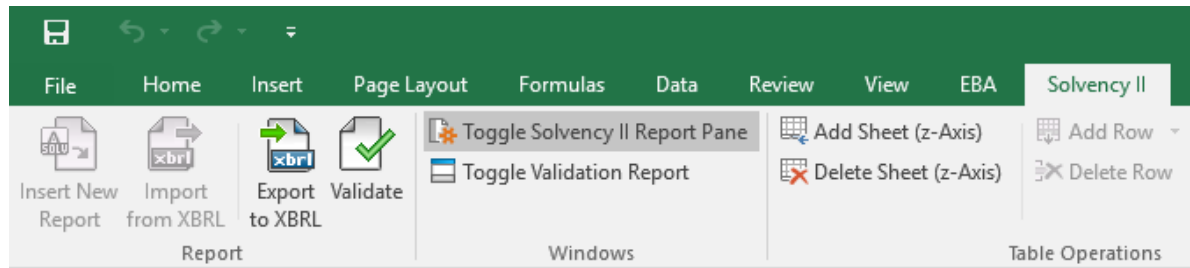 File Home Insert Page Layout Formulas Data Review View EBA Solvency II
Toggle Solvency II Report Pane
Add Sheet (z-Axis)
Add Row
Toggle Validation Report
Delete Sheet (z-Axis)
Delete Row
Insert New
Report
Import
from XBRL
Export
to XBRL
Validate
xbrl
xbrl
Report
Windows
Table Operations